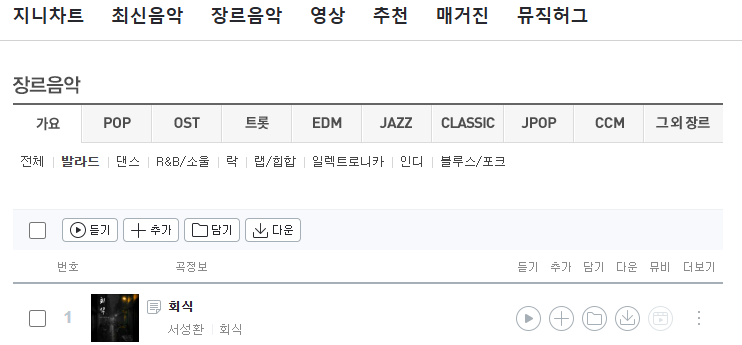 지니차트 최신음악 장르음악 영상 추천 매거진 뮤직허그
장르음악
가요 POP OST 트롯 EDM JAZZ CLASSIC JPOP CCM 그 외 장르
전체 발라드 댄스 R&B/소울 락 랩/힙합 일렉트로니카 인디 블루스/포크
듣기 추가 담기 다운
번호 곡정보 듣기 추가 담기 다운 뮤비 더보기
1 회식 회식
서성환 회식